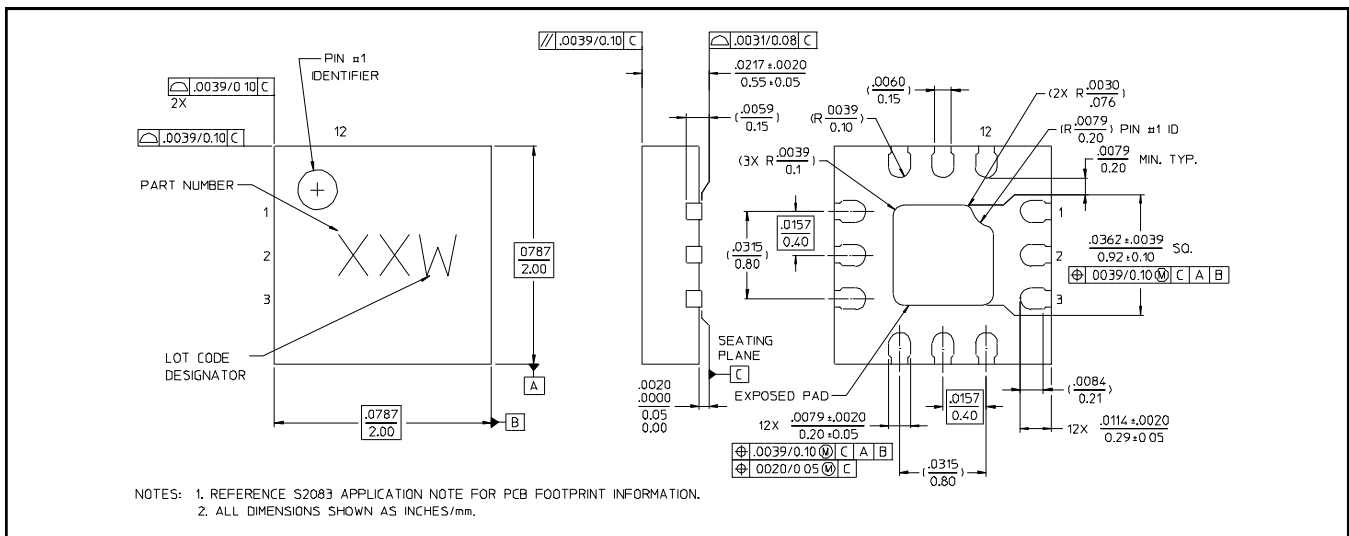 // .0039/0.10 C
⌓ .0031/0.08 C
PIN #1
IDENTIFIER
⌓ .0039/0 10 C
2X
⌓ .0039/0.10 C
12
PART NUMBER
1
2
3
XXW
.0787
2.00
LOT CODE
DESIGNATOR
A
.0787
2.00
B
.0217±.0020
0.55±0.05
(.0059
0.15)
.0020
.0000
0.05
0.00
SEATING
PLANE
C
(.0060
0.15)
(R.0039
0.10)
(3X R.0039
0.1)
(2X R.0030
.076)
(R.0079
0.20) PIN #1 ID
12
.0079
0.20 MIN. TYP.
.0157
0.40
(.0315
0.80)
1
2
3
.0362±.0039
0.92±0.10 SQ.
⌖ 0039/0.10 Ⓜ C A B
EXPOSED PAD
12X .0079±.0020
0.20±0.05
⌖ .0039/0.10 Ⓜ C A B
⌖ 0020/0 05 Ⓜ C
.0157
0.40
(.0315
0.80)
(.0084
0.21)
12X .0114±.0020
0.29±0 05
NOTES: 1. REFERENCE S2083 APPLICATION NOTE FOR PCB FOOTPRINT INFORMATION.
2. ALL DIMENSIONS SHOWN AS INCHES/mm.